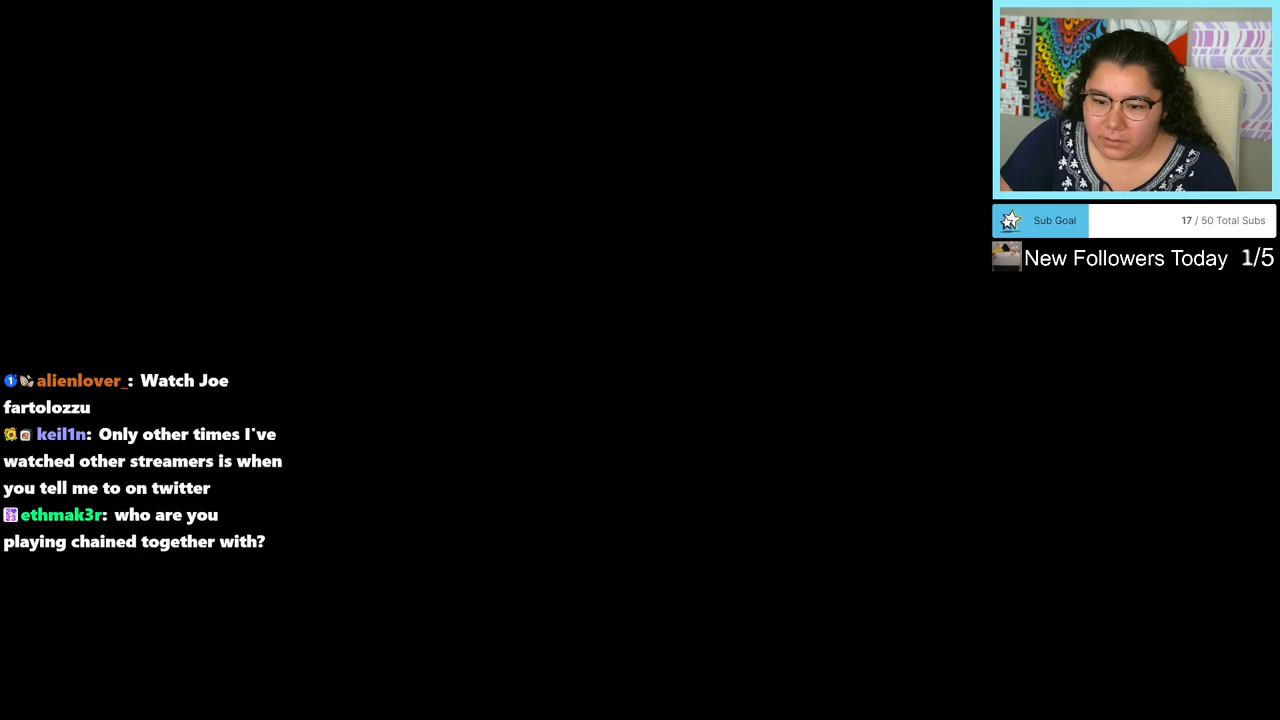 Sub Goal 17 / 50 Total Subs
New Followers Today 1/5
alienlover_: Watch Joe
fartolozzu
keil1n: Only other times I've
watched other streamers is when
you tell me to on twitter
ethmak3r: who are you
playing chained together with?